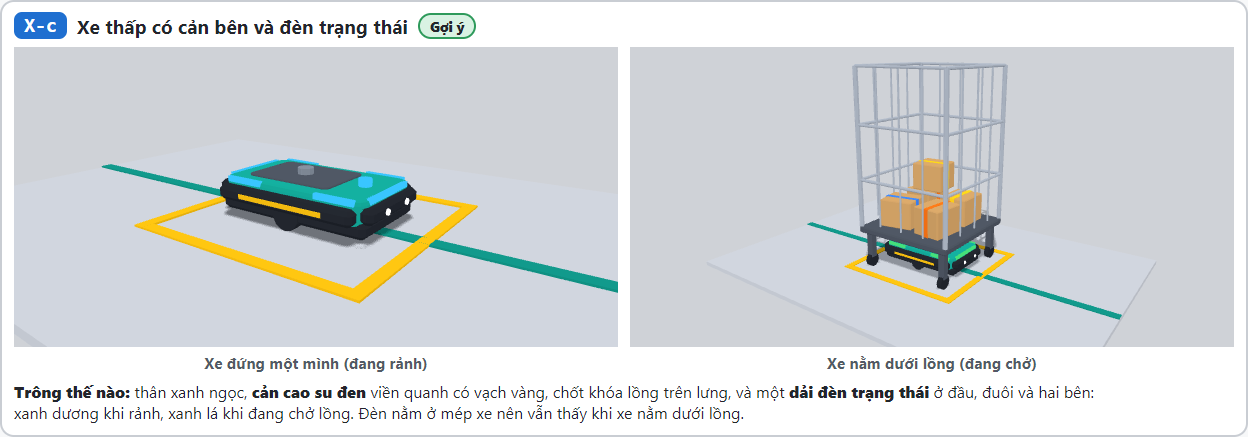 X-c Xe thấp có cản bên và đèn trạng thái Gợi ý
Xe đứng một mình (đang rảnh)
Xe nằm dưới lồng (đang chở)
Trông thế nào: thân xanh ngọc, cản cao su đen viền quanh có vạch vàng, chốt khóa lồng trên lưng, và một dải đèn trạng thái ở đầu, đuôi và hai bên:
xanh dương khi rảnh, xanh lá khi đang chở lồng. Đèn nằm ở mép xe nên vẫn thấy khi xe nằm dưới lồng.